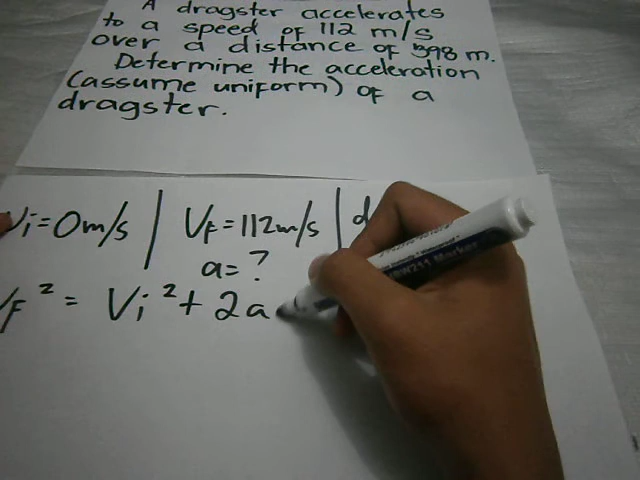 A dragster accelerates
to a speed of 112 m/s
over a distance of 398 m.
Determine the acceleration
(assume uniform) of a
dragster.
Vi=0m/s | VF=112m/s | d
a=?
VF² = Vi² + 2a